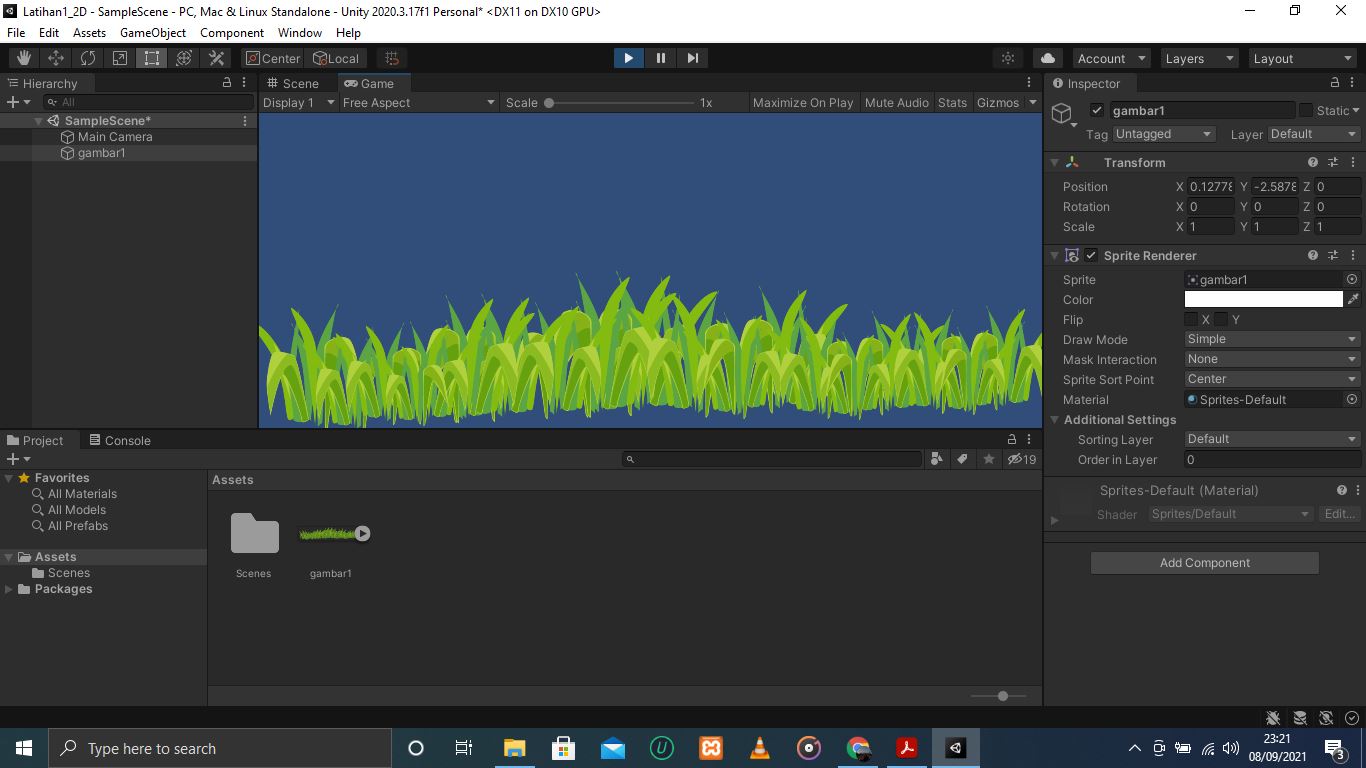 Latihan1_2D - SampleScene - PC, Mac & Linux Standalone - Unity 2020.3.17f1 Personal* <DX11 on DX10 GPU>
File Edit Assets GameObject Component Window Help
Center Local Account Layers Layout
Hierarchy
All
SampleScene*
Main Camera
gambar1
Scene Game
Display 1 Free Aspect Scale 1x Maximize On Play Mute Audio Stats Gizmos
Inspector
gambar1 Static
Tag Untagged Layer Default
Transform
Position X 0.12778 Y -2.5878 Z 0
Rotation X 0 Y 0 Z 0
Scale X 1 Y 1 Z 1
Sprite Renderer
Sprite gambar1
Color
Flip X Y
Draw Mode Simple
Mask Interaction None
Sprite Sort Point Center
Material Sprites-Default
Additional Settings
Sorting Layer Default
Order in Layer 0
Sprites-Default (Material)
Shader Sprites/Default Edit...
Add Component
Project Console
19
Favorites
All Materials
All Models
All Prefabs
Assets
Scenes
Packages
Assets
Scenes gambar1
Type here to search
23:21
08/09/2021
3